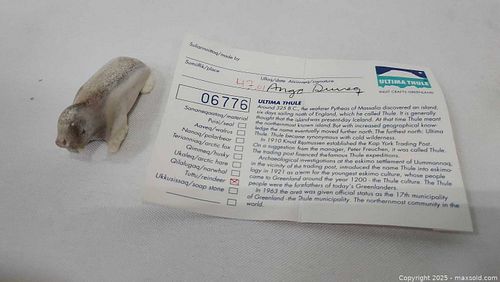 Suliarinnittoq/made by
Sumiiffik/place
Ulloq/date Atsiorneq/signature
ULTIMA THULE
INUIT CRAFTS GREENLAND
06776
Sananeqaataa/material
Puisi/seal
Aaveq/walrus
Nannoq/polarbear
Teriannaaq/arctic fox
Qimmeq/husky
Ukaleq/arctic hare
Qilalugaq/narwhal
Tuttu/reindeer
Ukkusissaq/soap stone
ULTIMA THULE
Around 325 B.C., the seafarer Pytheas of Massalia discovered an island,
six days sailing north of England, which he called Thule. It is generally
thought that the island was present-day Iceland. At that time Thule meant
the northernmost known island. But with increased geographical know-
ledge the name eventually moved further north. The furthest north: Ultima
Thule, became synonymous with cold wilderness.
In 1910 Knud Rasmussen established the Kap York Trading Post.
On a suggestion from the manager, Peter Freuchen, it was called Thule.
The trading post financed the famous Thule expeditions.
Archaeological investigations at the eskimo settlement of Uummannaq,
in the vicinity of the trading post, introduced the name Thule into eskimo-
logy in 1921 as a term for the youngest eskimo culture, whose people
came to Greenland around the year 1200 - the Thule culture. The Thule
people were the forefathers of today's Greenlanders.
In 1963 the area was given official status as the 17th municipality
of Greenland - the Thule municipality. The northernmost community in the
world.
Copyright © 2025 - maxsold.com